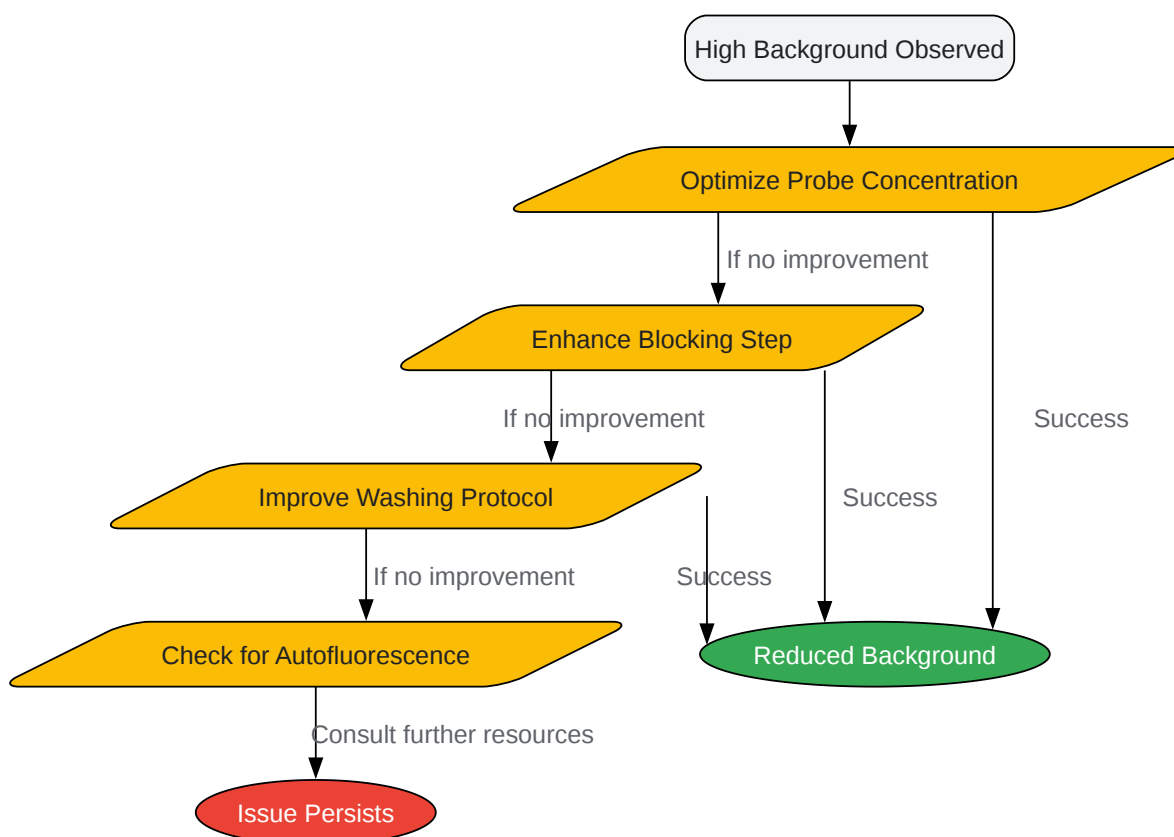 High Background Observed
Optimize Probe Concentration
If no improvement
Enhance Blocking Step
If no improvement
Success
Improve Washing Protocol
Success
If no improvement
Success
Check for Autofluorescence
Reduced Background
Consult further resources
Issue Persists